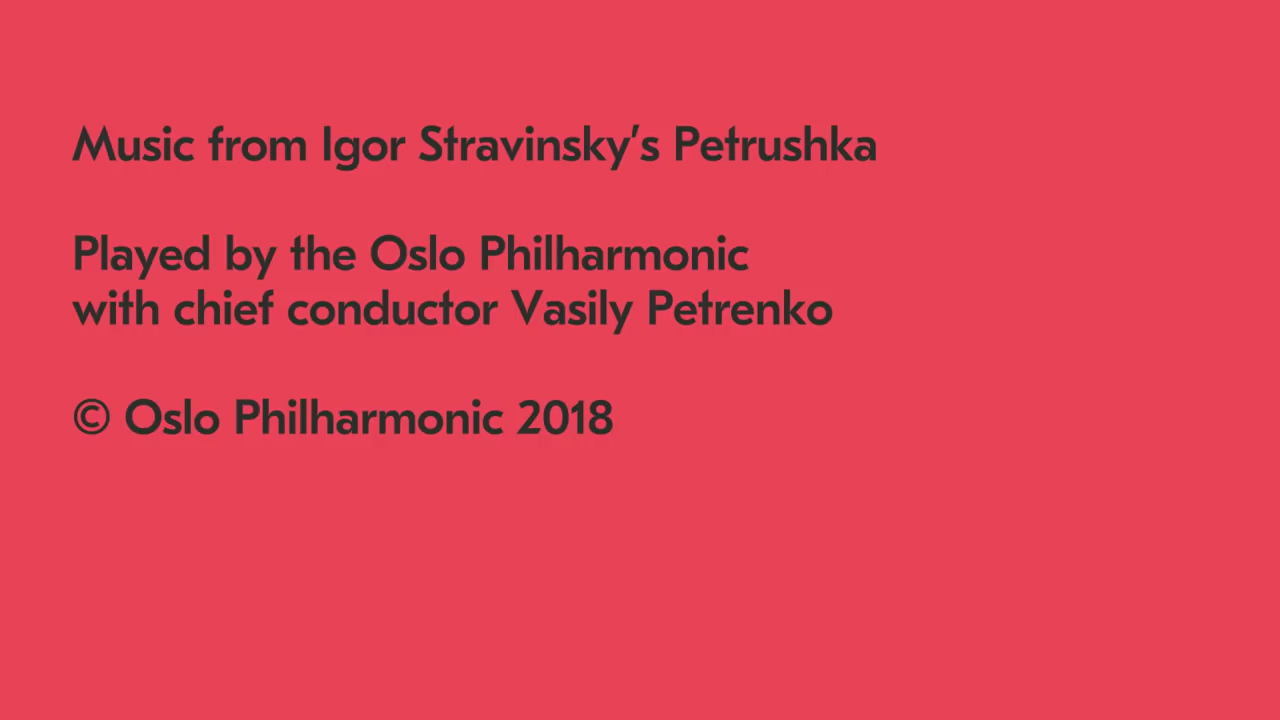 Music from Igor Stravinsky’s Petrushka
Played by the Oslo Philharmonic
with chief conductor Vasily Petrenko
© Oslo Philharmonic 2018